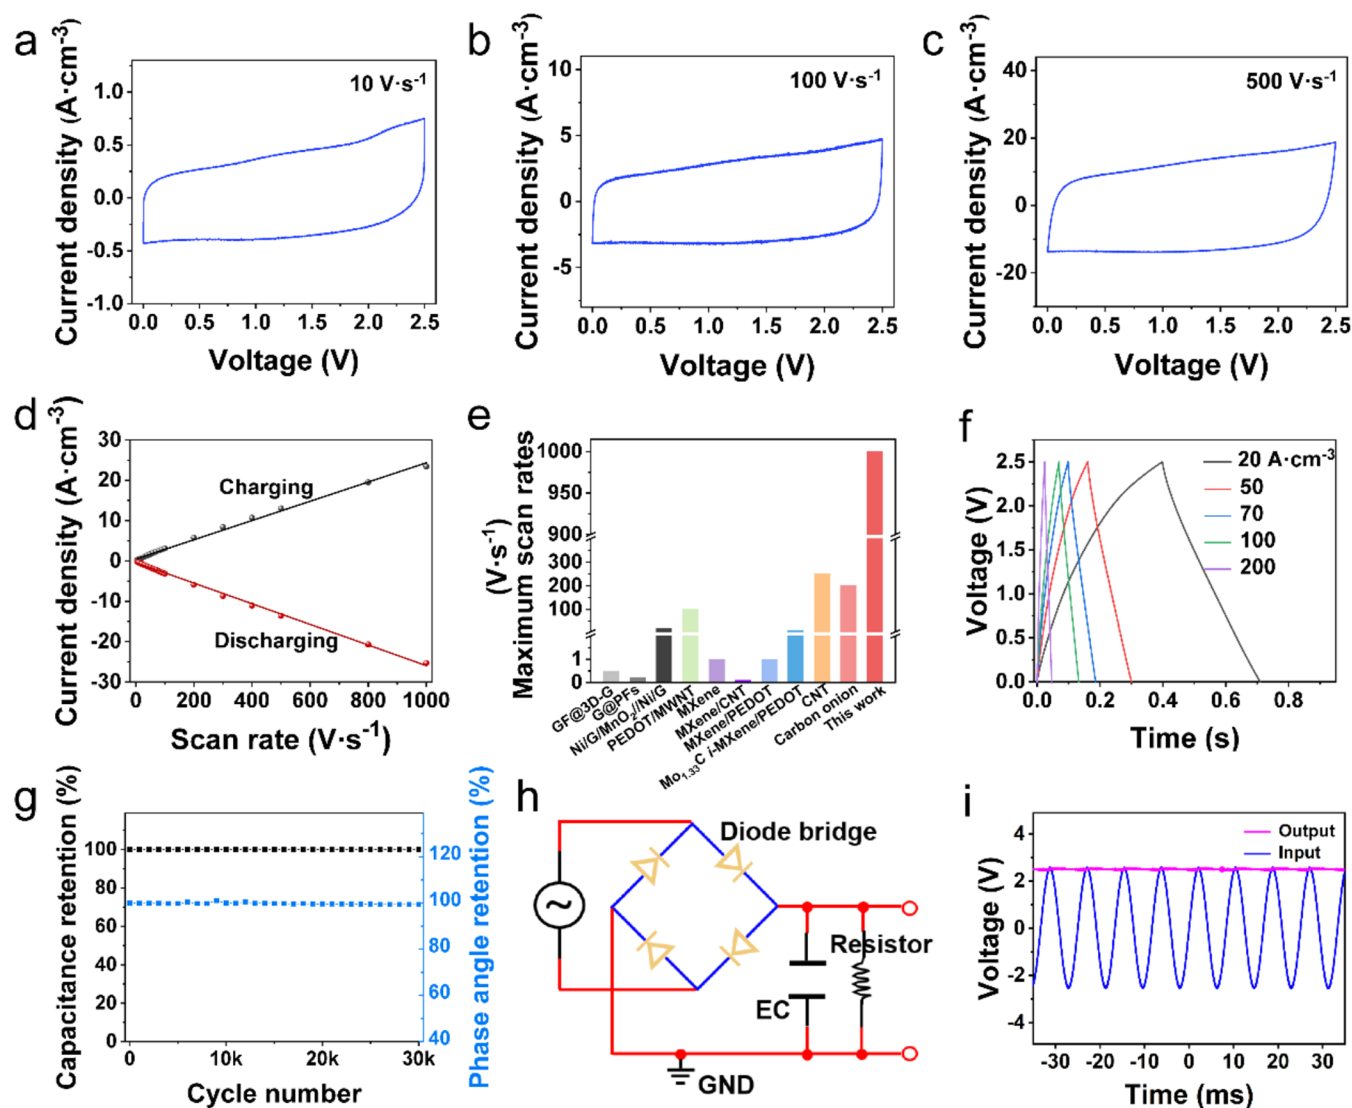 a
10 V·s⁻¹
Current density (A·cm⁻³)
1.0
0.5
0.0
-0.5
-1.0
0.0 0.5 1.0 1.5 2.0 2.5
Voltage (V)
b
100 V·s⁻¹
Current density (A·cm⁻³)
10
5
0
-5
0.0 0.5 1.0 1.5 2.0 2.5
Voltage (V)
c
500 V·s⁻¹
Current density (A·cm⁻³)
40
20
0
-20
0.0 0.5 1.0 1.5 2.0 2.5
Voltage (V)
d
Current density (A·cm⁻³)
30
20
10
0
-10
-20
-30
Charging
Discharging
0 200 400 600 800 1000
Scan rate (V·s⁻¹)
e
Maximum scan rates
(V·s⁻¹)
1000
950
900
300
200
100
1
0
GF@3D-G
G@PFs
Ni/G/MnO₂//Ni/G
PEDOT/MWNT
MXene
MXene/CNT
MXene/PEDOT
Mo₁.₃₃C i-MXene/PEDOT
CNT
Carbon onion
This work
f
Voltage (V)
2.5
2.0
1.5
1.0
0.5
0.0
20 A·cm⁻³
50
70
100
200
0.0 0.2 0.4 0.6 0.8
Time (s)
g
Capacitance retention (%)
100
80
60
40
20
0
Phase angle retention (%)
120
100
80
60
40
0 10k 20k 30k
Cycle number
h
Diode bridge
Resistor
EC
GND
~
i
Voltage (V)
4
2
0
-2
-4
Output
Input
-30 -20 -10 0 10 20 30
Time (ms)